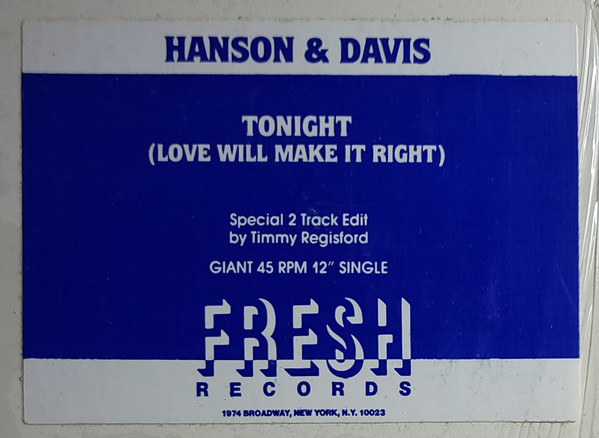 HANSON & DAVIS
TONIGHT
(LOVE WILL MAKE IT RIGHT)
Special 2 Track Edit
by Timmy Regisford
GIANT 45 RPM 12" SINGLE
FRESH
RECORDS
1974 BROADWAY, NEW YORK, N.Y. 10023